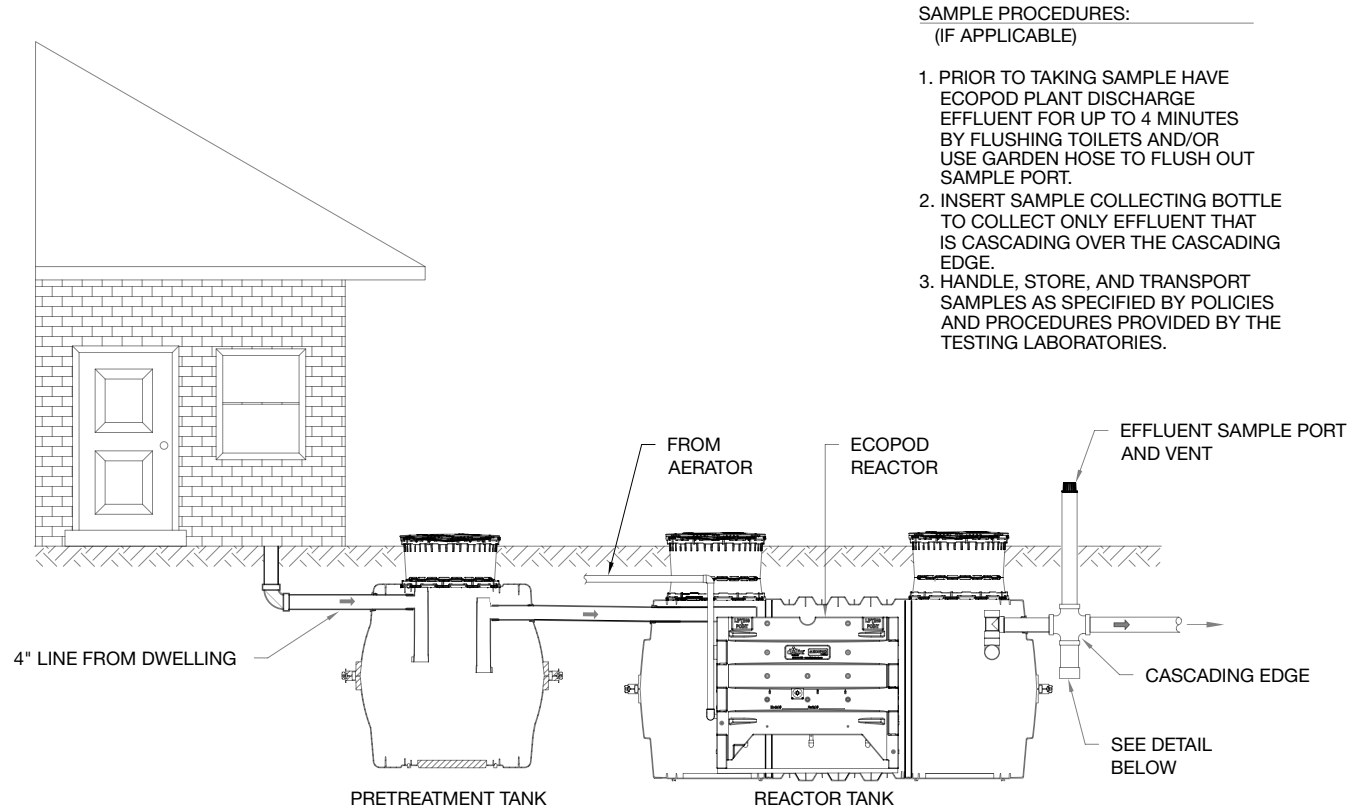 SAMPLE PROCEDURES:
(IF APPLICABLE)
1. PRIOR TO TAKING SAMPLE HAVE
ECOPOD PLANT DISCHARGE
EFFLUENT FOR UP TO 4 MINUTES
BY FLUSHING TOILETS AND/OR
USE GARDEN HOSE TO FLUSH OUT
SAMPLE PORT.
2. INSERT SAMPLE COLLECTING BOTTLE
TO COLLECT ONLY EFFLUENT THAT
IS CASCADING OVER THE CASCADING
EDGE.
3. HANDLE, STORE, AND TRANSPORT
SAMPLES AS SPECIFIED BY POLICIES
AND PROCEDURES PROVIDED BY THE
TESTING LABORATORIES.
FROM
AERATOR
ECOPOD
REACTOR
EFFLUENT SAMPLE PORT
AND VENT
LIFTING
POINT
LIFTING
POINT
4" LINE FROM DWELLING
CASCADING EDGE
SEE DETAIL
BELOW
PRETREATMENT TANK
REACTOR TANK